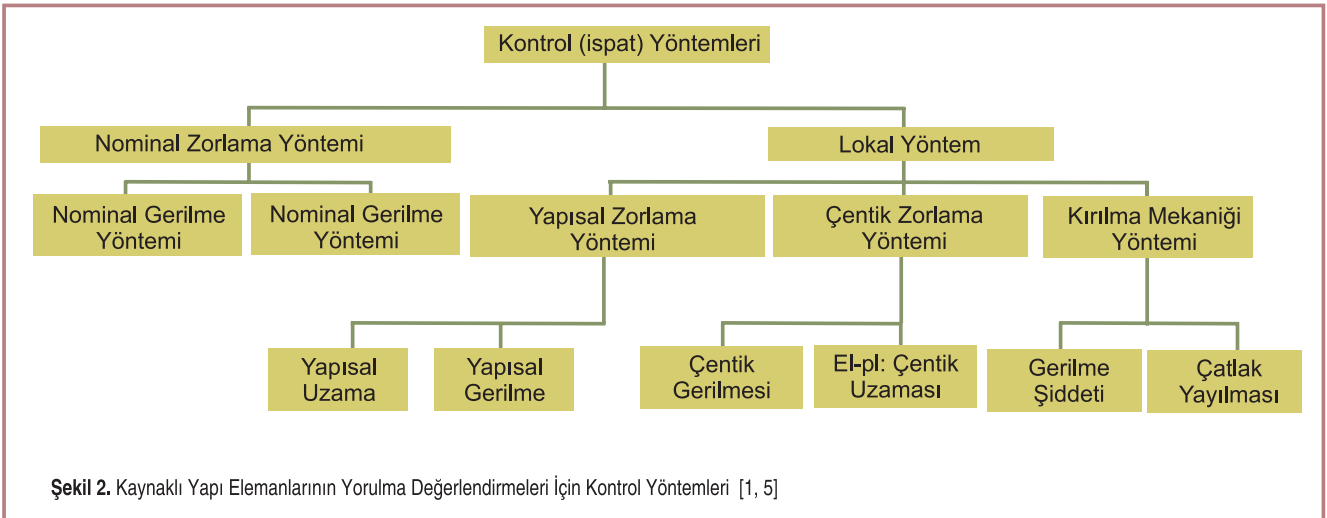 Kontrol (ispat) Yöntemleri
Nominal Zorlama Yöntemi
Lokal Yöntem
Nominal Gerilme
Yöntemi
Nominal Gerilme
Yöntemi
Yapısal Zorlama
Yöntemi
Çentik Zorlama
Yöntemi
Kırılma Mekaniği
Yöntemi
Yapısal
Uzama
Yapısal
Gerilme
Çentik
Gerilmesi
El-pl: Çentik
Uzaması
Gerilme
Şiddeti
Çatlak
Yayılması
Şekil 2. Kaynaklı Yapı Elemanlarının Yorulma Değerlendirmeleri İçin Kontrol Yöntemleri [1, 5]